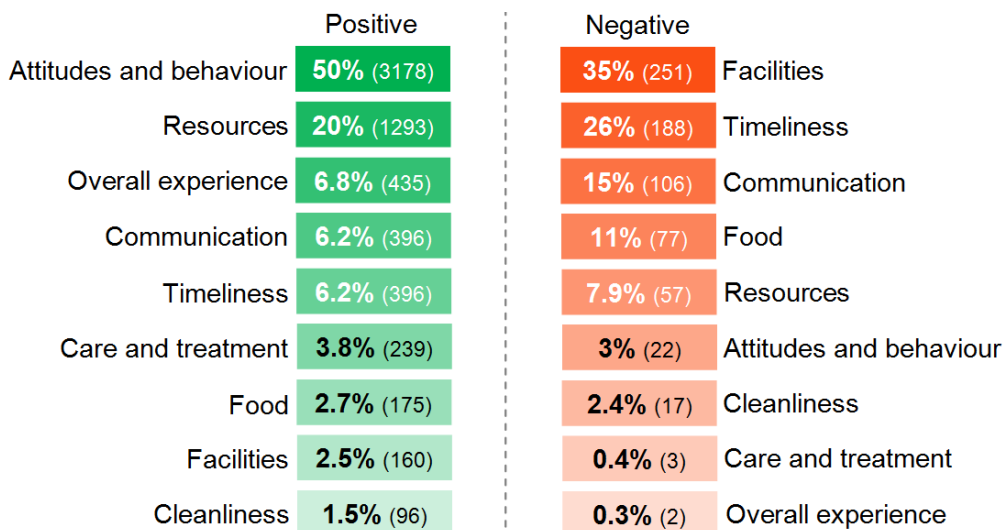 Positive
Negative
Attitudes and behaviour 50% (3178) 35% (251) Facilities
Resources 20% (1293) 26% (188) Timeliness
Overall experience 6.8% (435) 15% (106) Communication
Communication 6.2% (396) 11% (77) Food
Timeliness 6.2% (396) 7.9% (57) Resources
Care and treatment 3.8% (239) 3% (22) Attitudes and behaviour
Food 2.7% (175) 2.4% (17) Cleanliness
Facilities 2.5% (160) 0.4% (3) Care and treatment
Cleanliness 1.5% (96) 0.3% (2) Overall experience